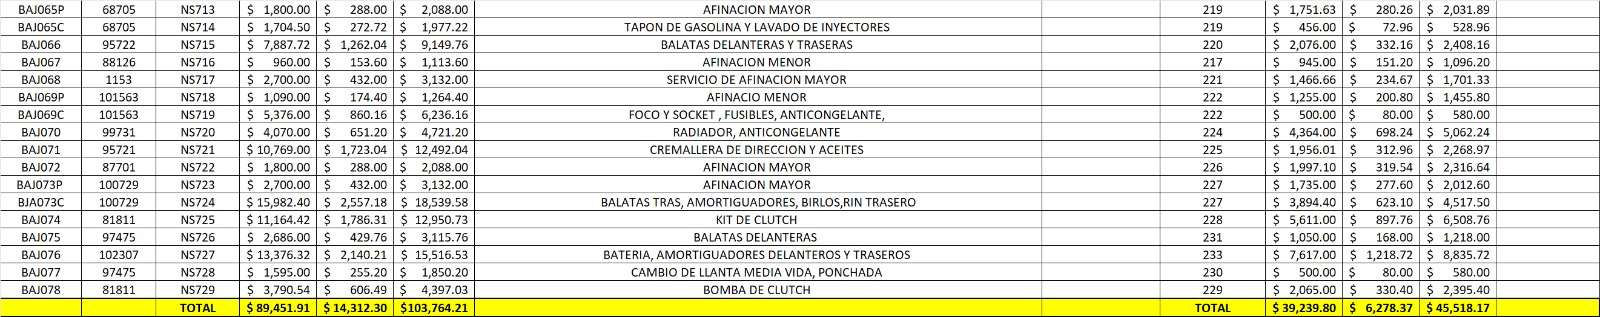 BAJ065P 68705 NS713 $ 1,800.00 $ 288.00 $ 2,088.00 AFINACION MAYOR 219 $ 1,751.63 $ 280.26 $ 2,031.89
BAJ065C 68705 NS714 $ 1,704.50 $ 272.72 $ 1,977.22 TAPON DE GASOLINA Y LAVADO DE INYECTORES 219 $ 456.00 $ 72.96 $ 528.96
BAJ066 95722 NS715 $ 7,887.72 $ 1,262.04 $ 9,149.76 BALATAS DELANTERAS Y TRASERAS 220 $ 2,076.00 $ 332.16 $ 2,408.16
BAJ067 88126 NS716 $ 960.00 $ 153.60 $ 1,113.60 AFINACION MENOR 217 $ 945.00 $ 151.20 $ 1,096.20
BAJ068 1153 NS717 $ 2,700.00 $ 432.00 $ 3,132.00 SERVICIO DE AFINACION MAYOR 221 $ 1,466.66 $ 234.67 $ 1,701.33
BAJ069P 101563 NS718 $ 1,090.00 $ 174.40 $ 1,264.40 AFINACIO MENOR 222 $ 1,255.00 $ 200.80 $ 1,455.80
BAJ069C 101563 NS719 $ 5,376.00 $ 860.16 $ 6,236.16 FOCO Y SOCKET , FUSIBLES, ANTICONGELANTE, 222 $ 500.00 $ 80.00 $ 580.00
BAJ070 99731 NS720 $ 4,070.00 $ 651.20 $ 4,721.20 RADIADOR, ANTICONGELANTE 224 $ 4,364.00 $ 698.24 $ 5,062.24
BAJ071 95721 NS721 $ 10,769.00 $ 1,723.04 $ 12,492.04 CREMALLERA DE DIRECCION Y ACEITES 225 $ 1,956.01 $ 312.96 $ 2,268.97
BAJ072 87701 NS722 $ 1,800.00 $ 288.00 $ 2,088.00 AFINACION MAYOR 226 $ 1,997.10 $ 319.54 $ 2,316.64
BAJ073P 100729 NS723 $ 2,700.00 $ 432.00 $ 3,132.00 AFINACION MAYOR 227 $ 1,735.00 $ 277.60 $ 2,012.60
BJA073C 100729 NS724 $ 15,982.40 $ 2,557.18 $ 18,539.58 BALATAS TRAS, AMORTIGUADORES, BIRLOS,RIN TRASERO 227 $ 3,894.40 $ 623.10 $ 4,517.50
BAJ074 81811 NS725 $ 11,164.42 $ 1,786.31 $ 12,950.73 KIT DE CLUTCH 228 $ 5,611.00 $ 897.76 $ 6,508.76
BAJ075 97475 NS726 $ 2,686.00 $ 429.76 $ 3,115.76 BALATAS DELANTERAS 231 $ 1,050.00 $ 168.00 $ 1,218.00
BAJ076 102307 NS727 $ 13,376.32 $ 2,140.21 $ 15,516.53 BATERIA, AMORTIGUADORES DELANTEROS Y TRASEROS 233 $ 7,617.00 $ 1,218.72 $ 8,835.72
BAJ077 97475 NS728 $ 1,595.00 $ 255.20 $ 1,850.20 CAMBIO DE LLANTA MEDIA VIDA, PONCHADA 230 $ 500.00 $ 80.00 $ 580.00
BAJ078 81811 NS729 $ 3,790.54 $ 606.49 $ 4,397.03 BOMBA DE CLUTCH 229 $ 2,065.00 $ 330.40 $ 2,395.40
TOTAL $ 89,451.91 $ 14,312.30 $103,764.21 TOTAL $ 39,239.80 $ 6,278.37 $ 45,518.17